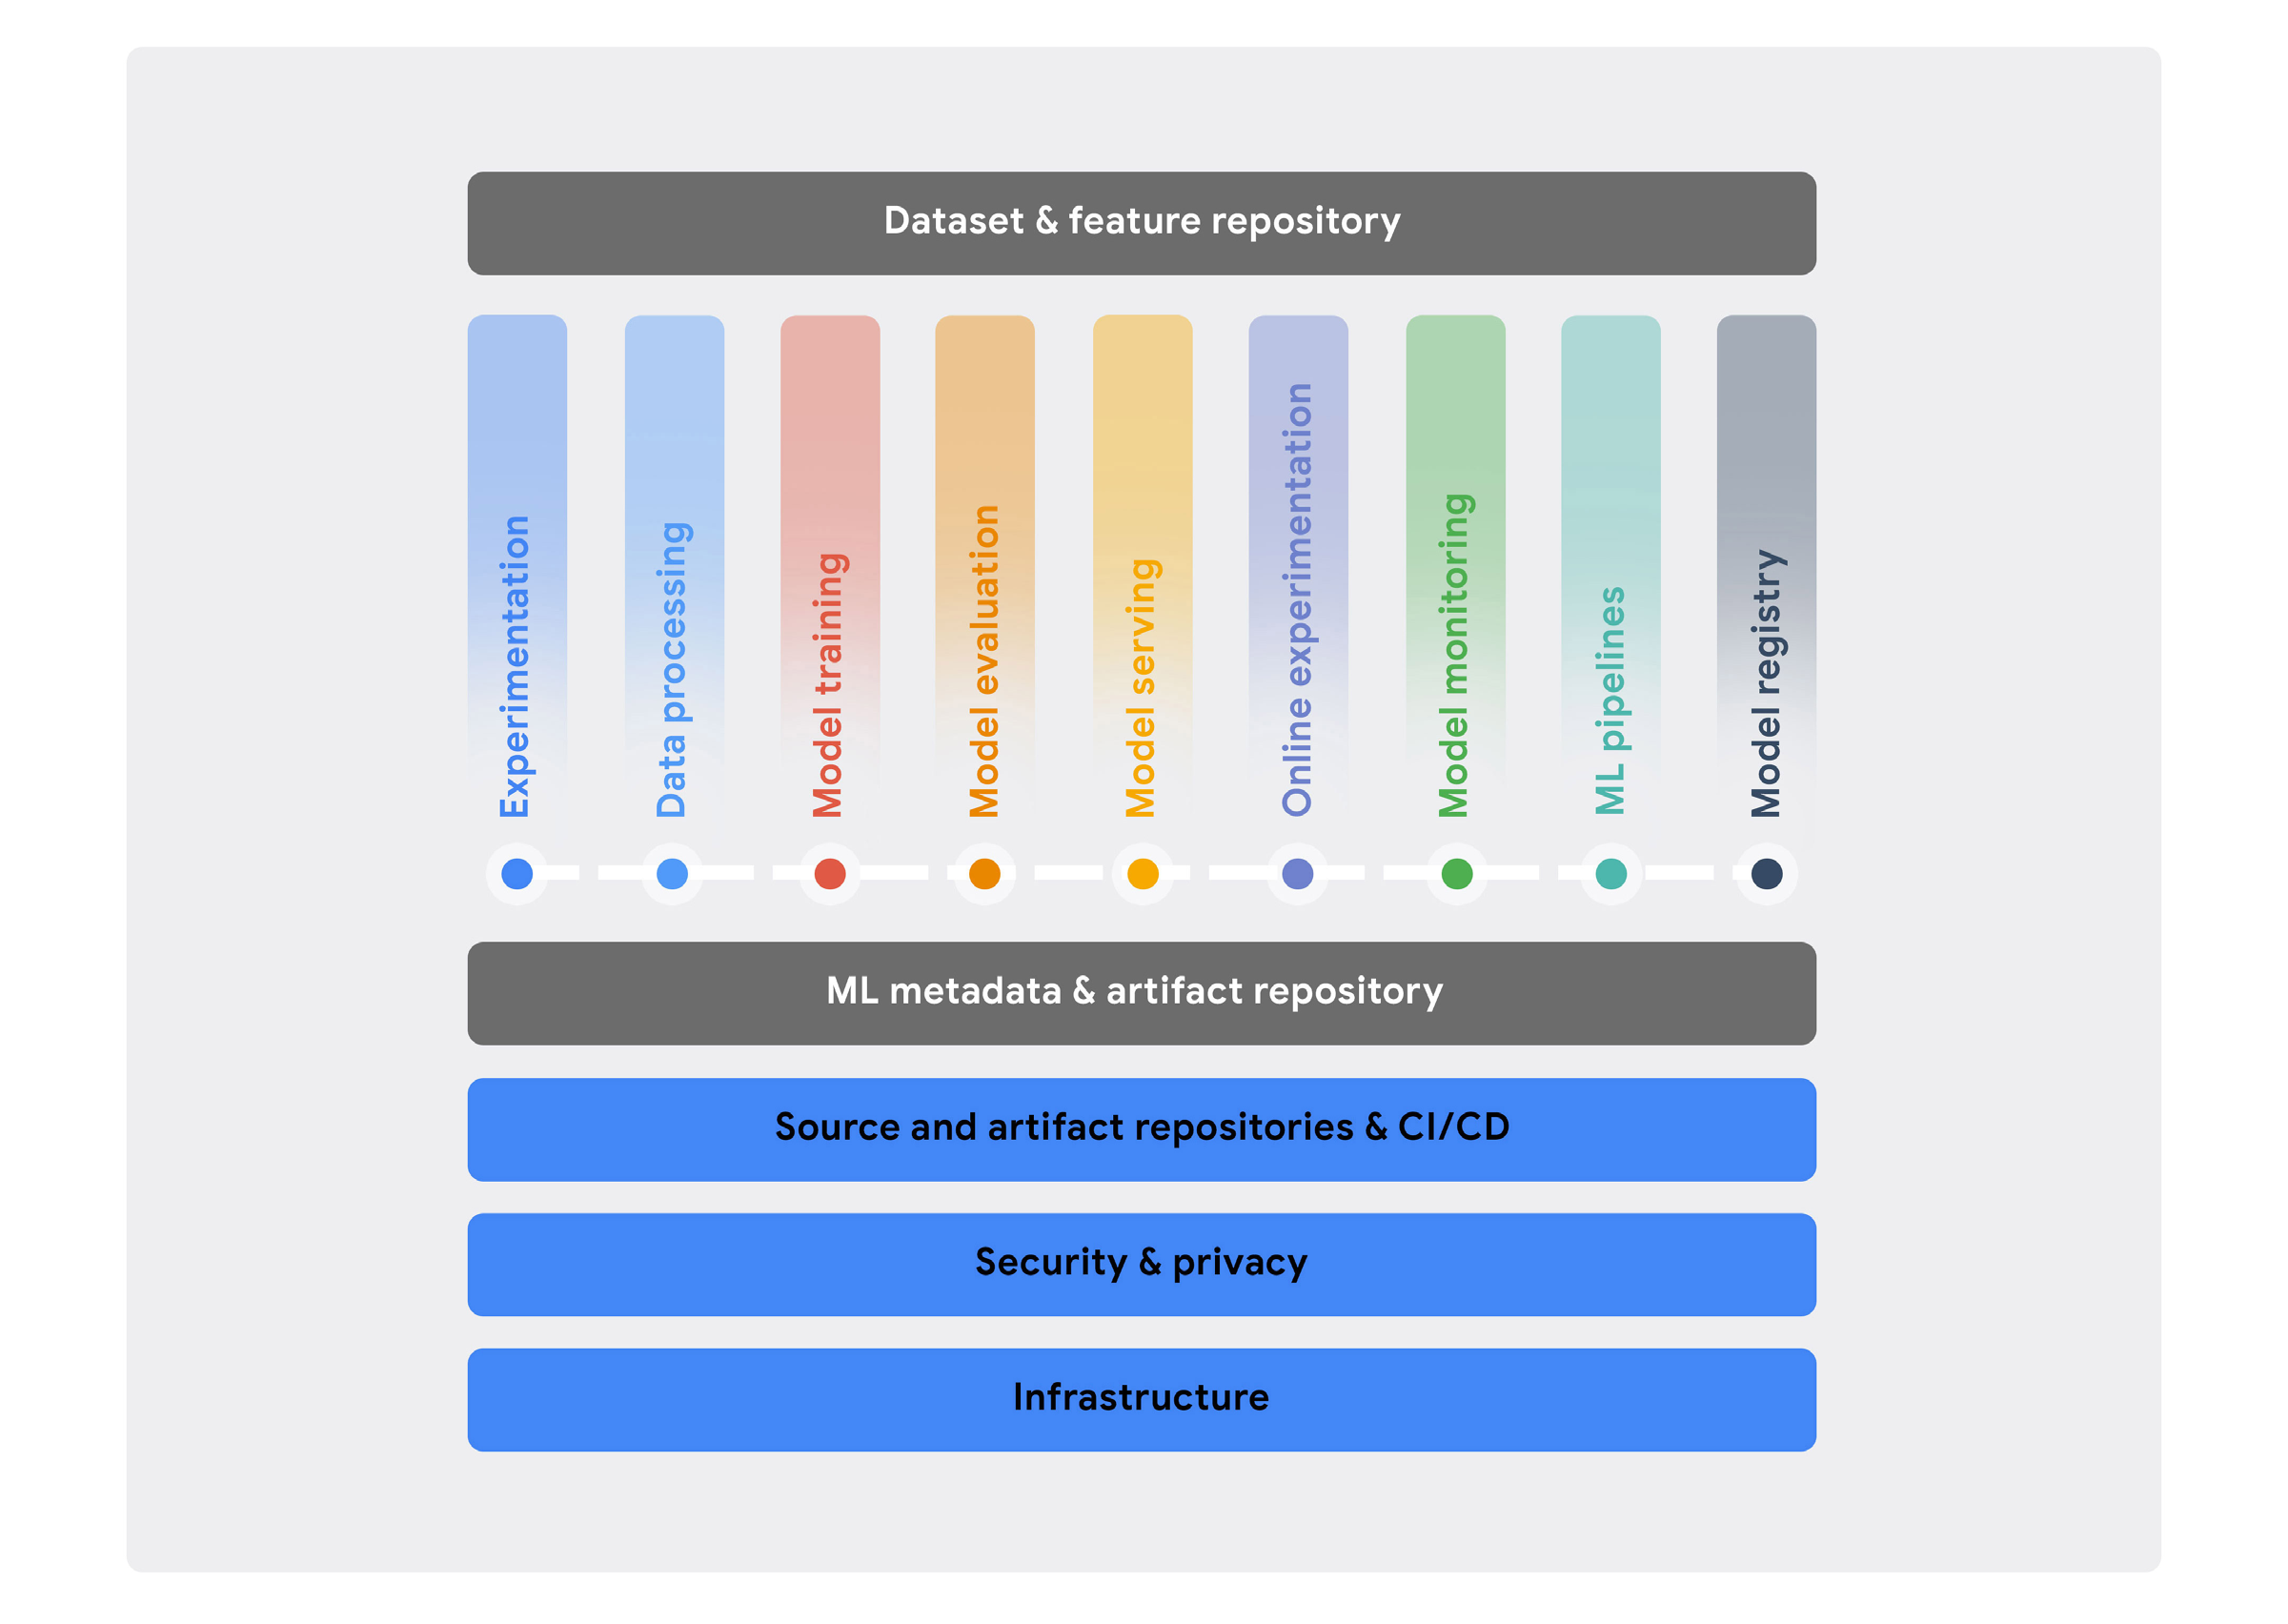 Dataset & feature repository
Experimentation
Data processing
Model training
Model evaluation
Model serving
Online experimentation
Model monitoring
ML pipelines
Model registry
ML metadata & artifact repository
Source and artifact repositories & CI/CD
Security & privacy
Infrastructure